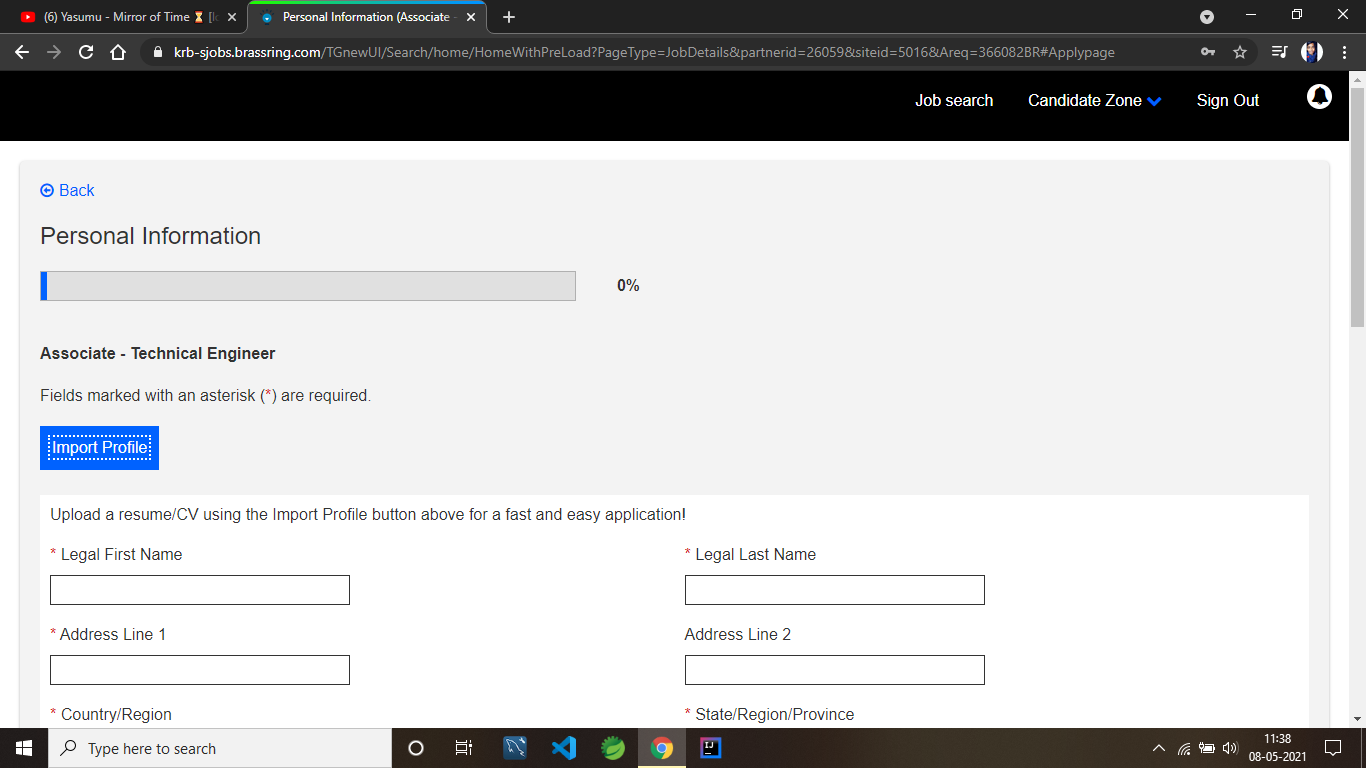 (6) Yasumu - Mirror of Time ⌛ [lo
Personal Information (Associate -
krb-sjobs.brassring.com/TGnewUI/Search/home/HomeWithPreLoad?PageType=JobDetails&partnerid=26059&siteid=5016&Areq=366082BR#Applypage
Job search Candidate Zone Sign Out
Back
Personal Information
0%
Associate - Technical Engineer
Fields marked with an asterisk (*) are required.
Import Profile
Upload a resume/CV using the Import Profile button above for a fast and easy application!
* Legal First Name
* Legal Last Name
* Address Line 1
Address Line 2
* Country/Region
* State/Region/Province
Type here to search
IJ
11:38
08-05-2021